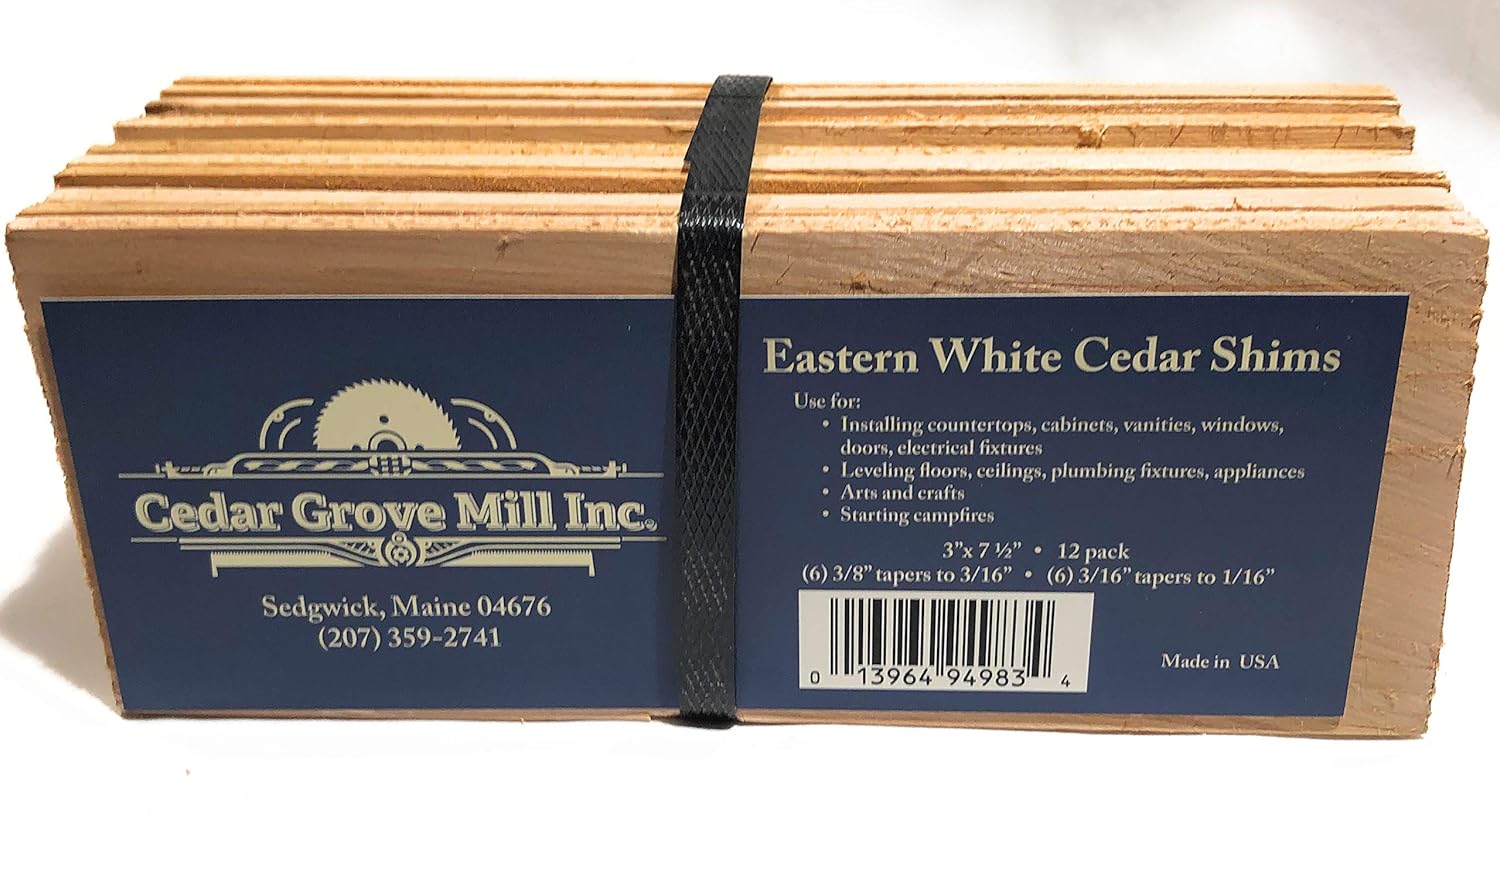 Cedar Grove Mill Inc.
Sedgwick, Maine 04676
(207) 359-2741
Eastern White Cedar Shims
Use for:
• Installing countertops, cabinets, vanities, windows,
doors, electrical fixtures
• Leveling floors, ceilings, plumbing fixtures, appliances
• Arts and crafts
• Starting campfires
3”x 7 ½” • 12 pack
(6) 3/8” tapers to 3/16” • (6) 3/16” tapers to 1/16”
0 13964 94983 4
Made in USA